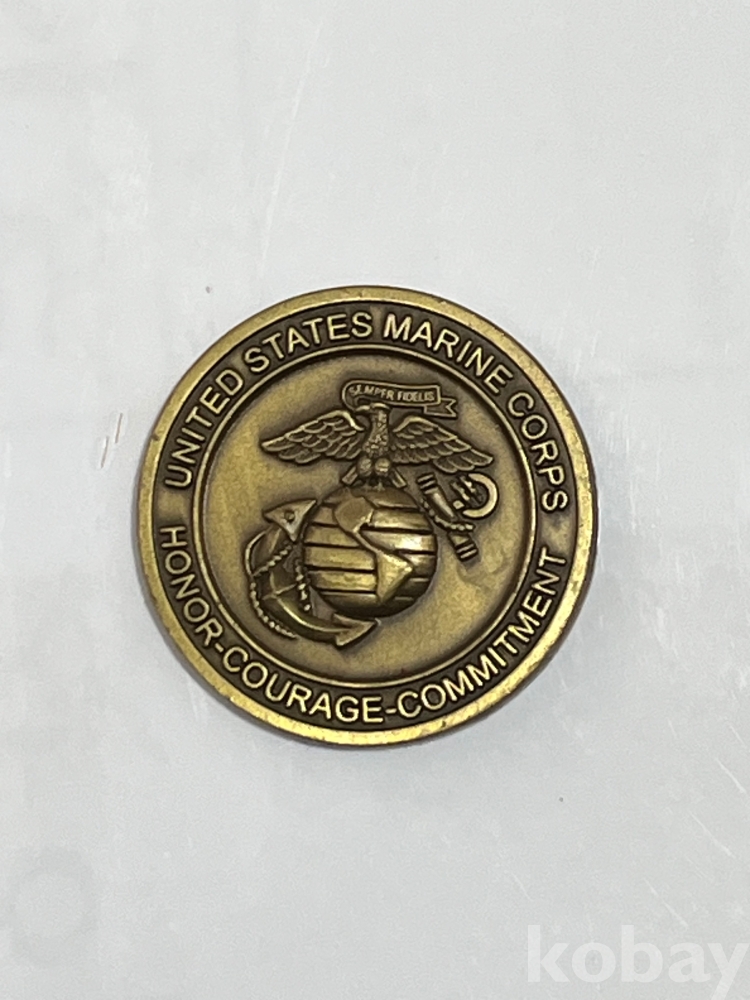 UNITED STATES MARINE CORPS
SEMPER FIDELIS
HONOR-COURAGE-COMMITMENT
kobay